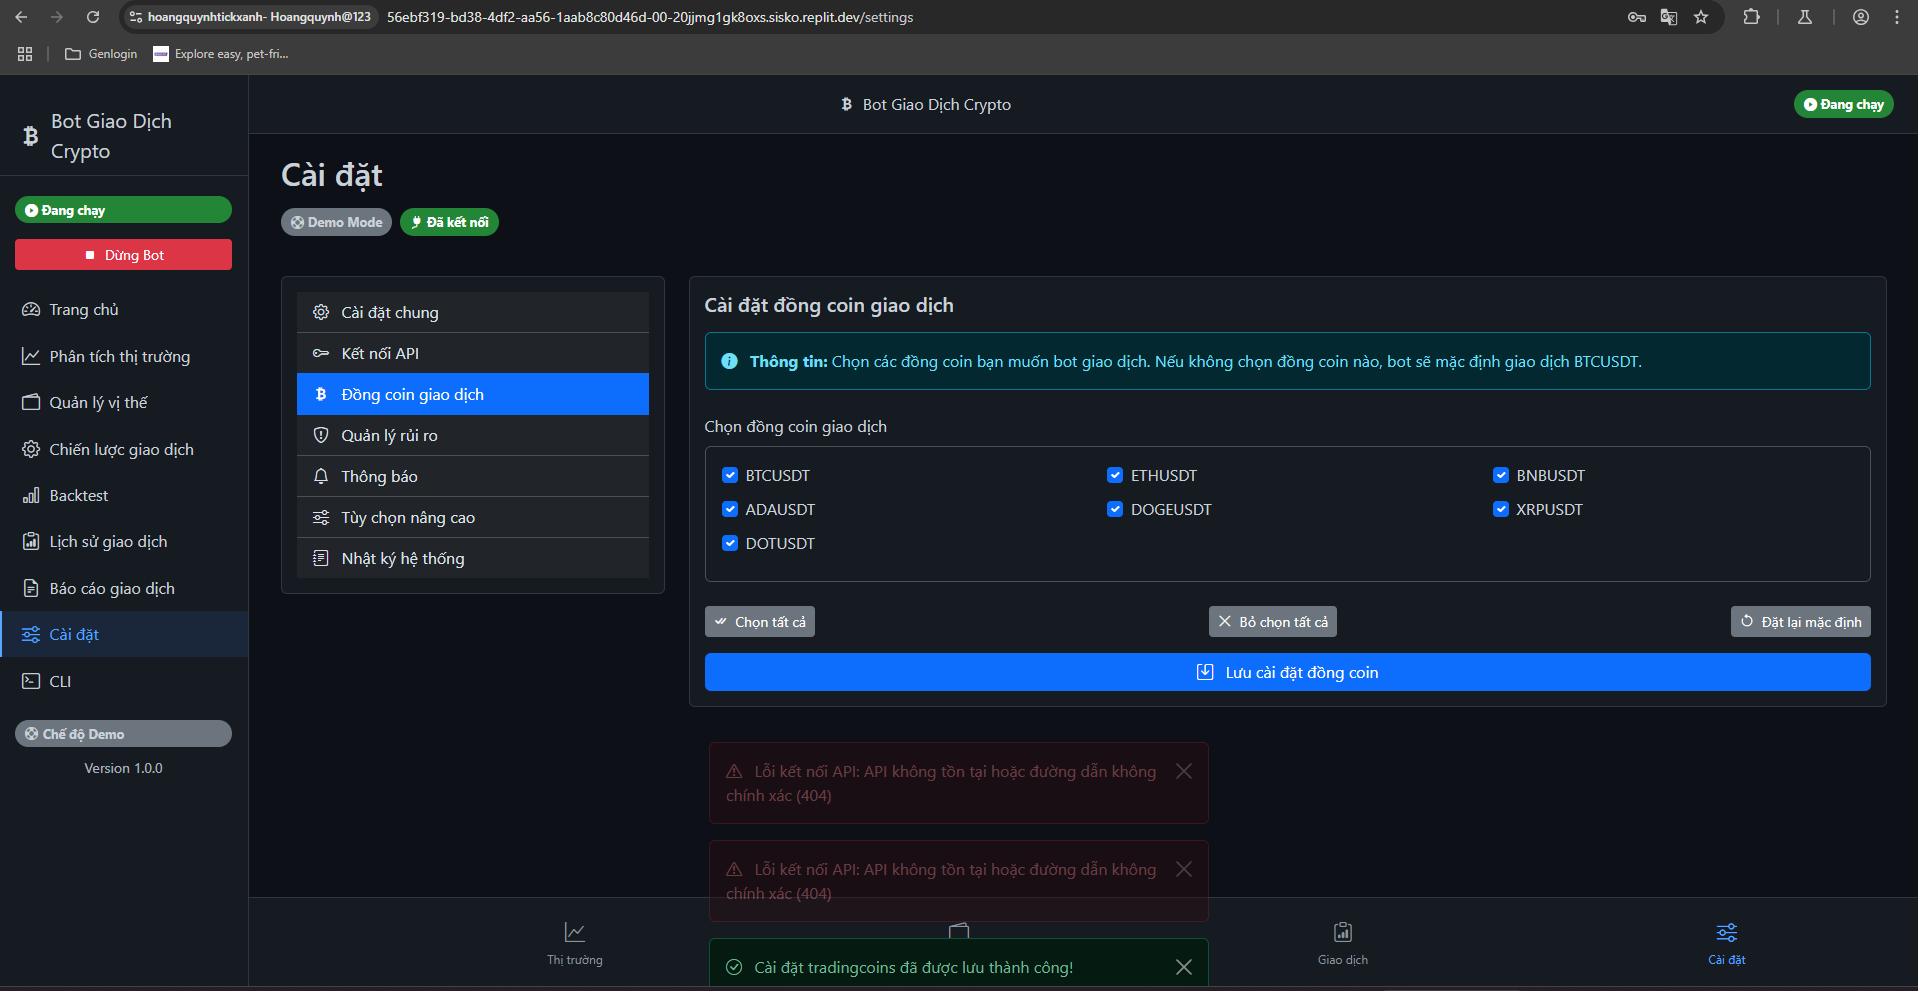 hoangquynhtickxanh- Hoangquynh@123
56ebf319-bd38-4df2-aa56-1aab8c80d46d-00-20jjmg1gk8oxs.sisko.replit.dev/settings
Genlogin
Explore easy, pet-fri...
Bot Giao Dịch
Crypto
Đang chạy
Dừng Bot
Trang chủ
Phân tích thị trường
Quản lý vị thế
Chiến lược giao dịch
Backtest
Lịch sử giao dịch
Báo cáo giao dịch
Cài đặt
CLI
Chế độ Demo
Version 1.0.0
Bot Giao Dịch Crypto
Đang chạy
Cài đặt
Demo Mode
Đã kết nối
Cài đặt chung
Kết nối API
Đồng coin giao dịch
Quản lý rủi ro
Thông báo
Tùy chọn nâng cao
Nhật ký hệ thống
Cài đặt đồng coin giao dịch
Thông tin: Chọn các đồng coin bạn muốn bot giao dịch. Nếu không chọn đồng coin nào, bot sẽ mặc định giao dịch BTCUSDT.
Chọn đồng coin giao dịch
BTCUSDT ETHUSDT BNBUSDT
ADAUSDT DOGEUSDT XRPUSDT
DOTUSDT
Chọn tất cả
Bỏ chọn tất cả
Đặt lại mặc định
Lưu cài đặt đồng coin
Lỗi kết nối API: API không tồn tại hoặc đường dẫn không
chính xác (404)
Lỗi kết nối API: API không tồn tại hoặc đường dẫn không
chính xác (404)
Cài đặt tradingcoins đã được lưu thành công!
Thị trường
Giao dịch
Cài đặt